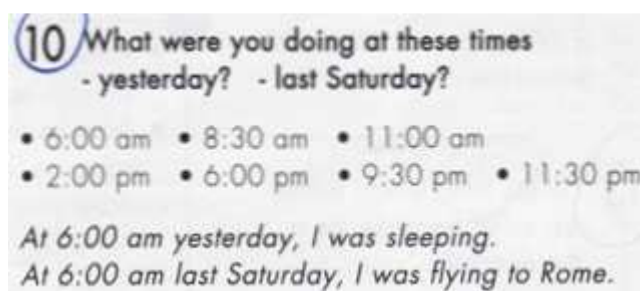 10 What were you doing at these times
- yesterday?   - last Saturday?
• 6:00 am • 8:30 am • 11:00 am
• 2:00 pm • 6:00 pm • 9:30 pm • 11:30 pm
At 6:00 am yesterday, I was sleeping.
At 6:00 am last Saturday, I was flying to Rome.